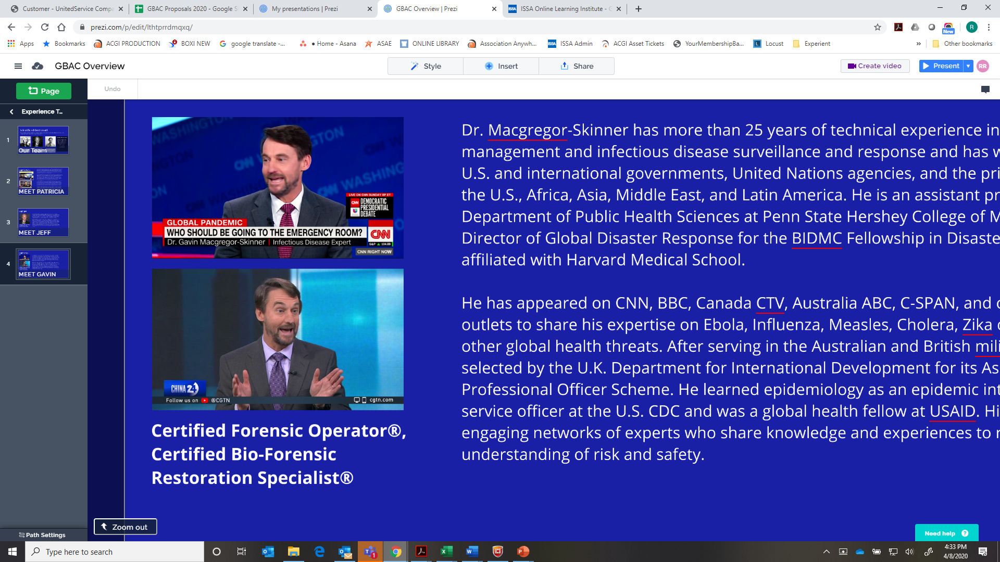 Customer - UnitedService Compa
GBAC Proposals 2020 - Google S
My presentations | Prezi
GBAC Overview | Prezi
ISSA Online Learning Institute - G
prezi.com/p/edit/lthtprrdmqxq/
R
New
Apps
Bookmarks
ACGI PRODUCTION
BOXI NEW
google translate -...
• Home - Asana
ASAE
ONLINE LIBRARY
Association Anywh...
ISSA Admin
ACGI Asset Tickets
YourMembershipBa...
Locust
Experient
»
Other bookmarks
GBAC Overview
Style
Insert
Share
Create video
Present
RR
Page
Undo
Experience T...
1
Scientific Advisory Board
Our Team
2
MEET PATRICIA
3
MEET JEFF
4
MEET GAVIN
CNN WASHINGTON
LIVE ON CNN SUNDAY 8P ET
CNN
DEMOCRATIC
PRESIDENTIAL
DEBATE
GLOBAL PANDEMIC
WHO SHOULD BE GOING TO THE EMERGENCY ROOM?
CNN
Dr. Gavin Macgregor-Skinner | Infectious Disease Expert
S&P ▲ 104.89
CNN RIGHT NOW
CHINA 24
Follow us on @CGTN
cgtn.com
Certified Forensic Operator®,
Certified Bio-Forensic
Restoration Specialist®
Dr. Macgregor-Skinner has more than 25 years of technical experience in
management and infectious disease surveillance and response and has w
U.S. and international governments, United Nations agencies, and the pri
the U.S., Africa, Asia, Middle East, and Latin America. He is an assistant pr
Department of Public Health Sciences at Penn State Hershey College of M
Director of Global Disaster Response for the BIDMC Fellowship in Disaste
affiliated with Harvard Medical School.
He has appeared on CNN, BBC, Canada CTV, Australia ABC, C-SPAN, and o
outlets to share his expertise on Ebola, Influenza, Measles, Cholera, Zika
other global health threats. After serving in the Australian and British mili
selected by the U.K. Department for International Development for its As
Professional Officer Scheme. He learned epidemiology as an epidemic int
service officer at the U.S. CDC and was a global health fellow at USAID. Hi
engaging networks of experts who share knowledge and experiences to r
understanding of risk and safety.
Zoom out
Path Settings
Need help ?
Type here to search
4:33 PM
4/8/2020